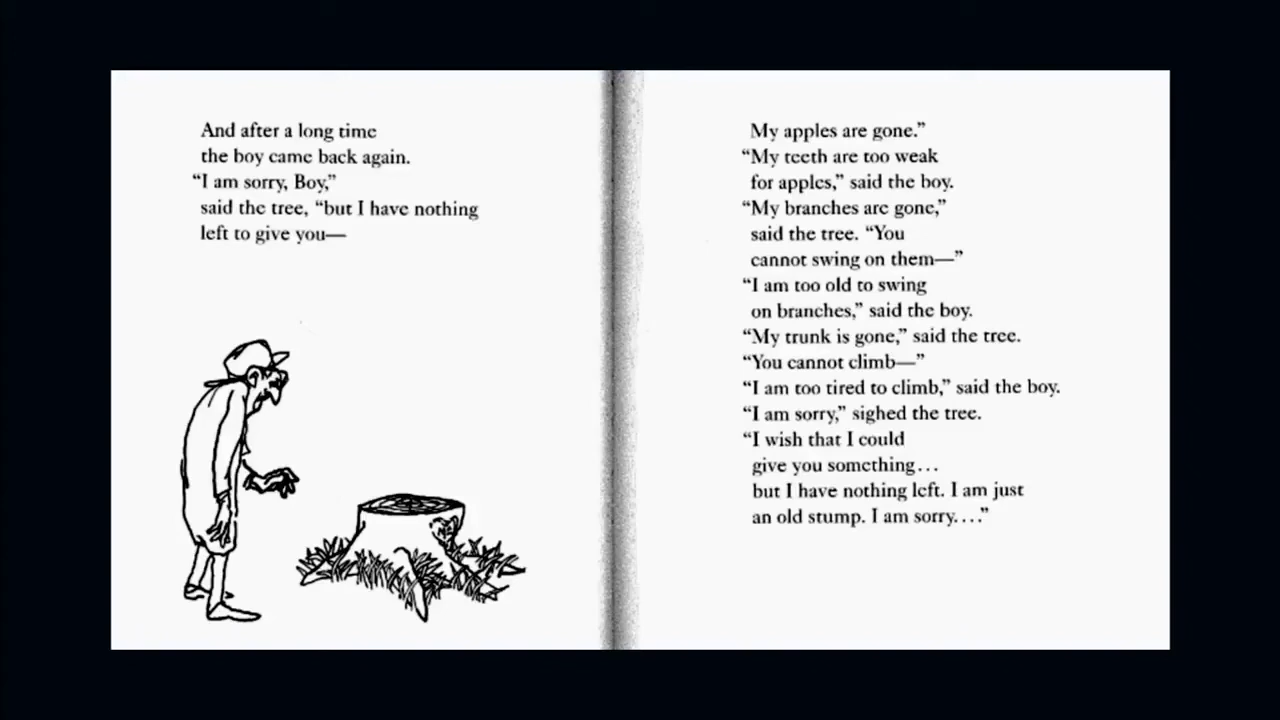 And after a long time
the boy came back again.
“I am sorry, Boy,”
said the tree, “but I have nothing
left to give you—
My apples are gone.”
“My teeth are too weak
for apples,” said the boy.
“My branches are gone,”
said the tree. “You
cannot swing on them—”
“I am too old to swing
on branches,” said the boy.
“My trunk is gone,” said the tree.
“You cannot climb—”
“I am too tired to climb,” said the boy.
“I am sorry,” sighed the tree.
“I wish that I could
give you something...
but I have nothing left. I am just
an old stump. I am sorry....”